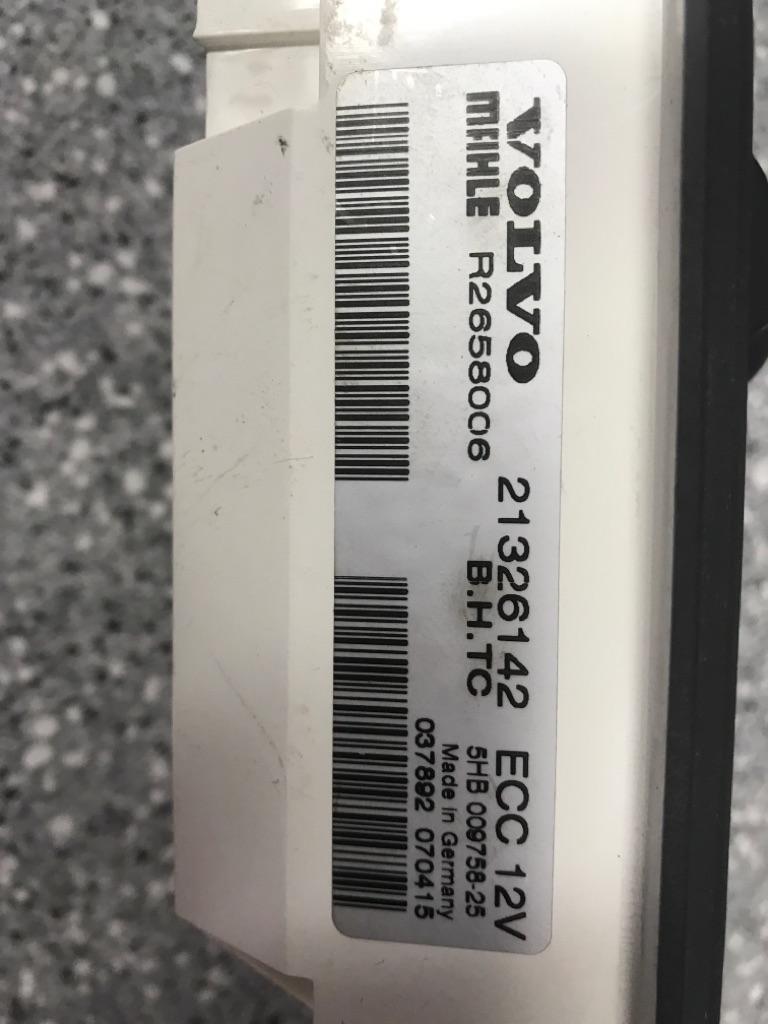 VOLVO 21326142 ECC 12V
MAHLE R2658006 B.H.TC 5HB 009758-25
Made in Germany
037892 070415